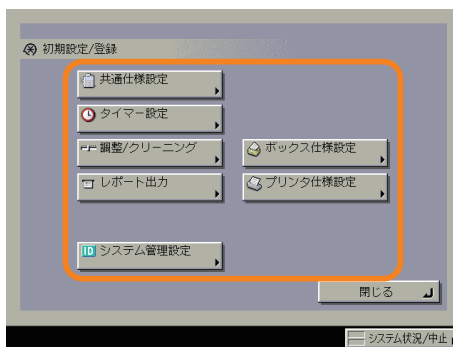 初期設定/登録
共通仕様設定
タイマー設定
調整/クリーニング
ボックス仕様設定
レポート出力
プリンタ仕様設定
ID システム管理設定
閉じる
システム状況/中止